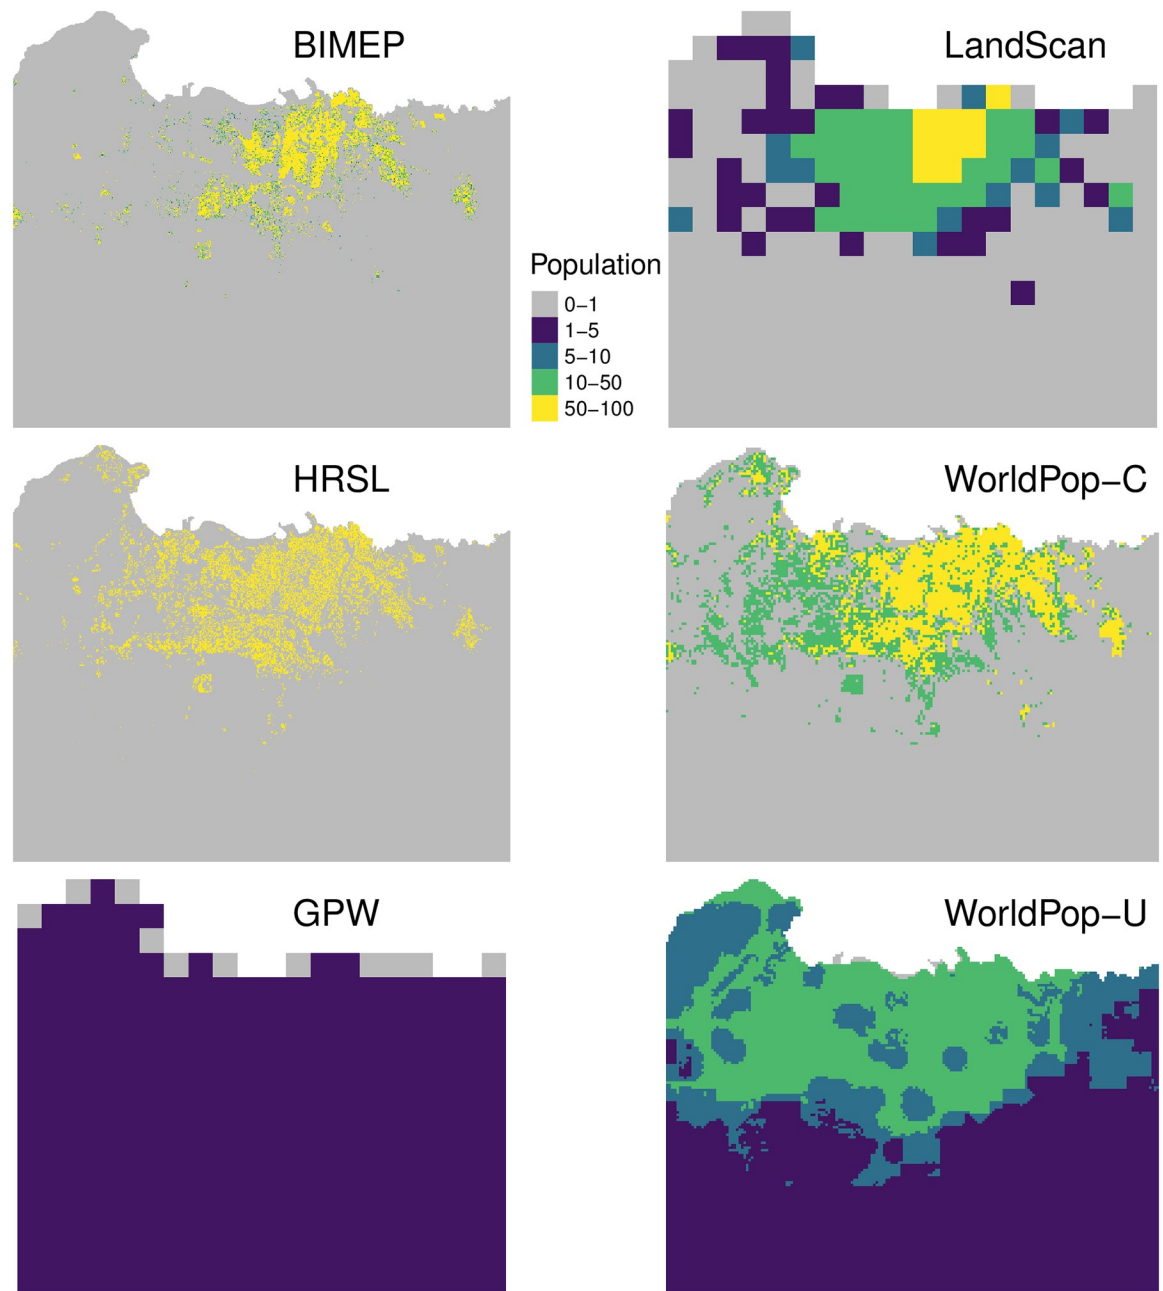 BIMEP
LandScan
Population
0–1
1–5
5–10
10–50
50–100
HRSL
WorldPop–C
GPW
WorldPop–U